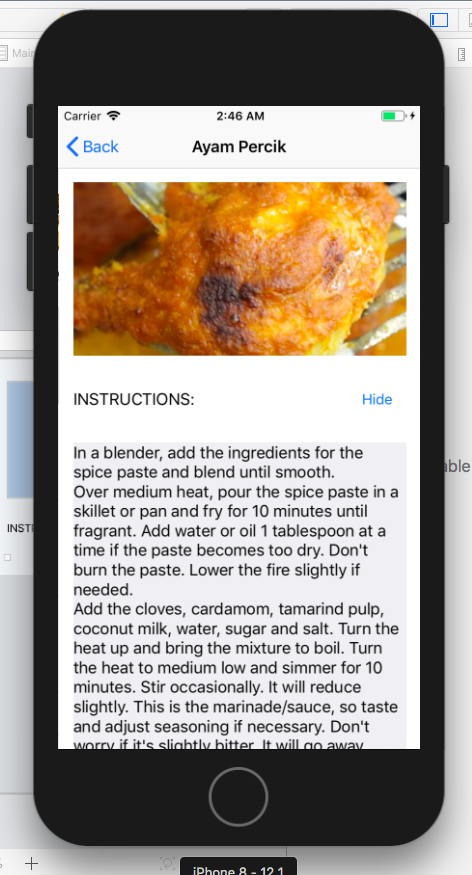 Main
Carrier 2:46 AM
Back Ayam Percik
INSTRUCTIONS: Hide
In a blender, add the ingredients for the
spice paste and blend until smooth.
Over medium heat, pour the spice paste in a
skillet or pan and fry for 10 minutes until
fragrant. Add water or oil 1 tablespoon at a
time if the paste becomes too dry. Don't
burn the paste. Lower the fire slightly if
needed.
Add the cloves, cardamom, tamarind pulp,
coconut milk, water, sugar and salt. Turn the
heat up and bring the mixture to boil. Turn
the heat to medium low and simmer for 10
minutes. Stir occasionally. It will reduce
slightly. This is the marinade/sauce, so taste
and adjust seasoning if necessary. Don't
worry if it's slightly bitter. It will go away
able
INST
iPhone 8 - 12.1